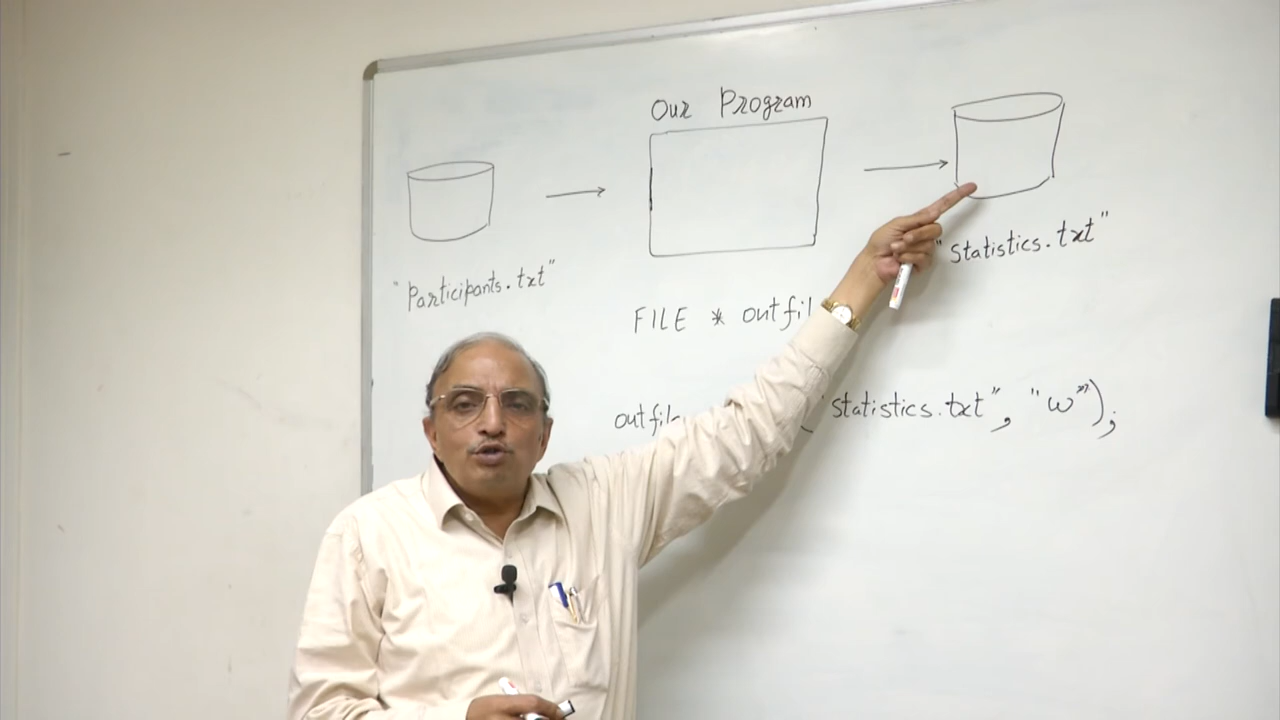 Our Program
"Participants.txt"
"Statistics.txt"
FILE * outfil
outfil "Statistics.txt", "w");